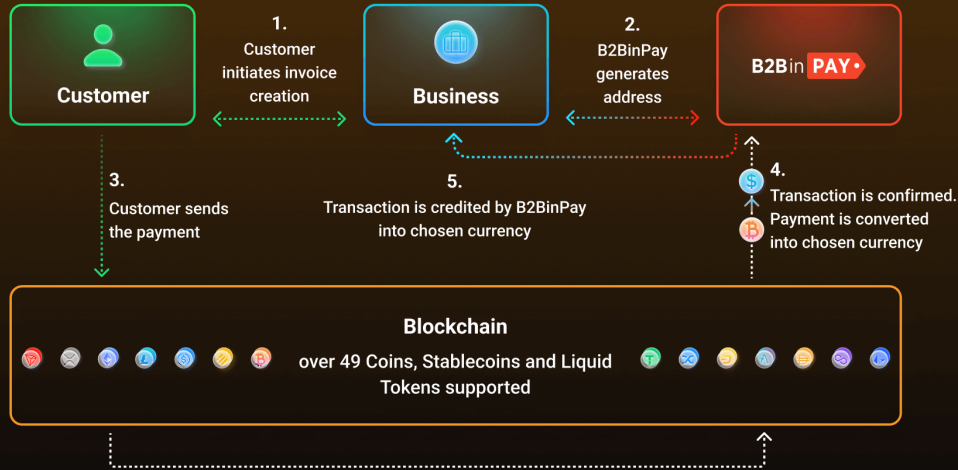 Customer
1.
Customer
initiates invoice
creation
Business
2.
B2BinPay
generates
address
B2Bin PAY
3.
Customer sends
the payment
5.
Transaction is credited by B2BinPay
into chosen currency
4.
Transaction is confirmed.
Payment is converted
into chosen currency
Blockchain
over 49 Coins, Stablecoins and Liquid
Tokens supported